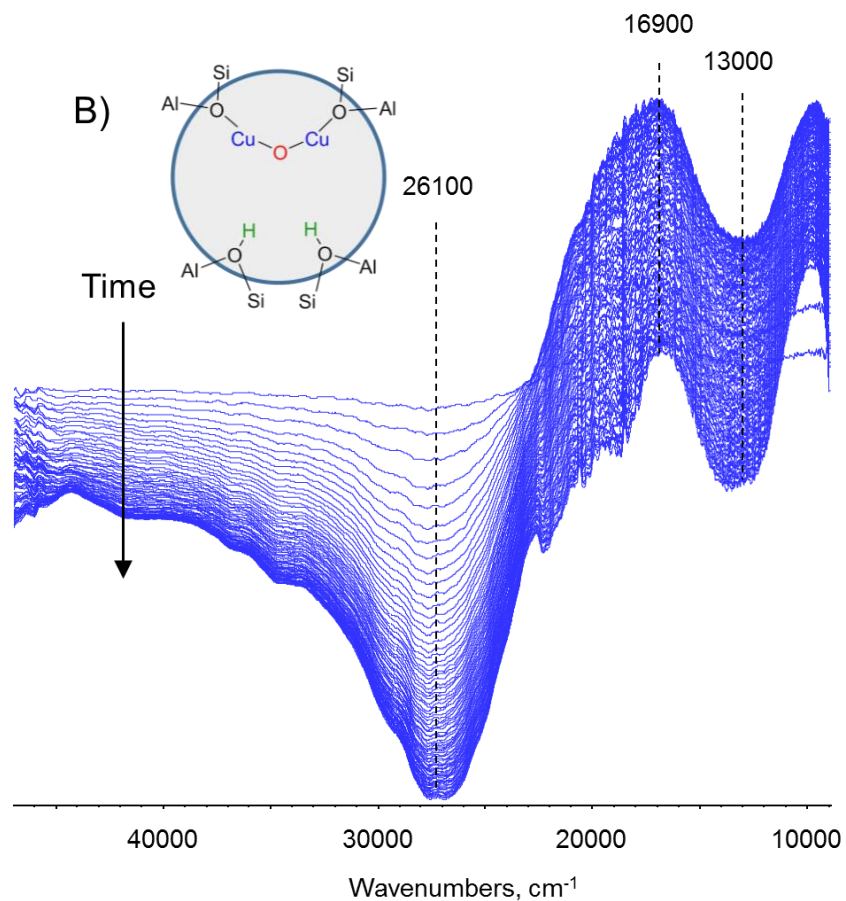 16900
13000
B)
Si
Si
Al
O
O
Al
Cu
O
Cu
26100
H
H
Al
O
O
Al
Si
Si
Time
40000
30000
20000
10000
Wavenumbers, cm-1